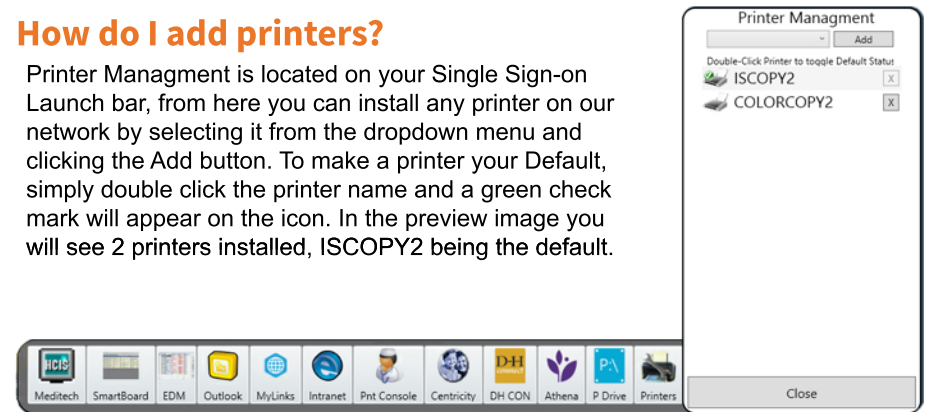 How do I add printers?
Printer Managment is located on your Single Sign-on
Launch bar, from here you can install any printer on our
network by selecting it from the dropdown menu and
clicking the Add button. To make a printer your Default,
simply double click the printer name and a green check
mark will appear on the icon. In the preview image you
will see 2 printers installed, ISCOPY2 being the default.
Printer Managment
Add
Double-Click Printer to toggle Default Status
ISCOPY2 X
COLORCOPY2 X
Close
HCIS
D-H
connect
P:\
Meditech SmartBoard EDM Outlook MyLinks Intranet Pnt Console Centricity DH CON Athena P Drive Printers